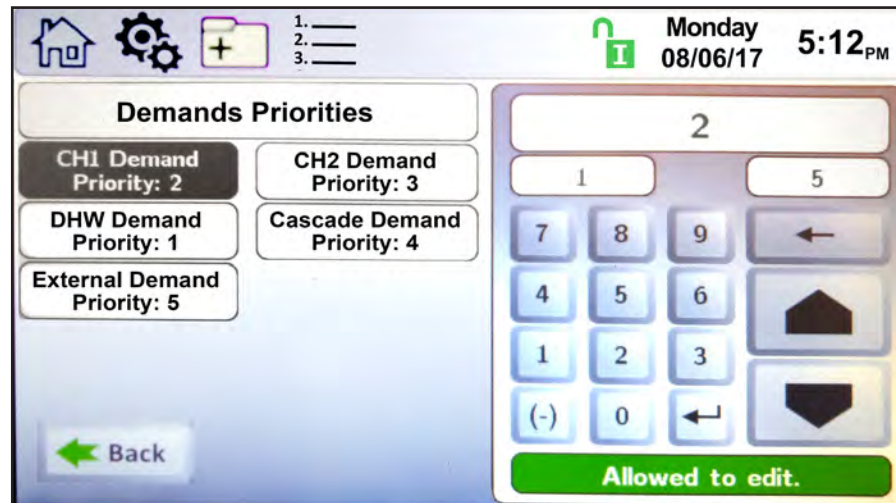 1.
2.
3.
I
Monday
08/06/17
5:12PM
Demands Priorities
CH1 Demand
Priority: 2
CH2 Demand
Priority: 3
DHW Demand
Priority: 1
Cascade Demand
Priority: 4
External Demand
Priority: 5
Back
2
1 5
7 8 9
4 5 6
1 2 3
(-) 0
Allowed to edit.